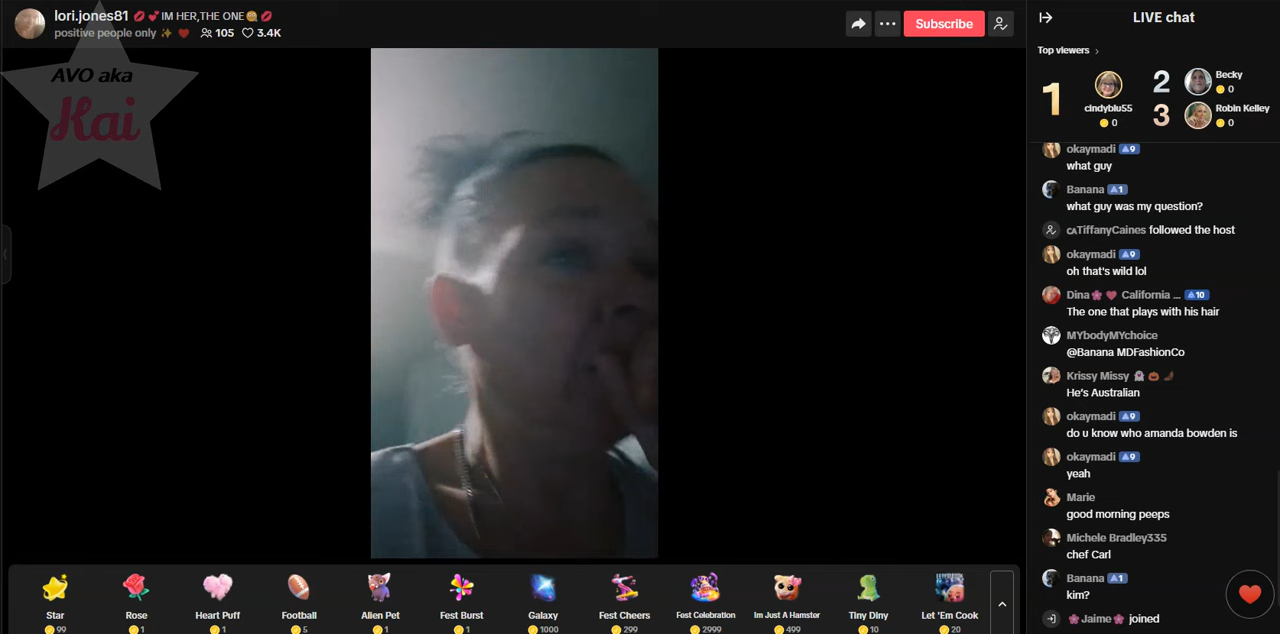 lori.jones81 💋💕IM HER,THE ONE🍪💋
positive people only ✨ ❤️ 105 3.4K
Subscribe
AVO aka
Kai
LIVE chat
Top viewers >
1
cindyblu55
0
2
Becky
0
3
Robin Kelley
0
okaymadi 9
what guy
Banana 1
what guy was my question?
cᴀTiffanyCaines followed the host
okaymadi 9
oh that's wild lol
Dina🌸❤️ California ... 10
The one that plays with his hair
MYbodyMYchoice
@Banana MDFashionCo
Krissy Missy 👻🎃🍂
He's Australian
okaymadi 9
do u know who amanda bowden is
okaymadi 9
yeah
Marie
good morning peeps
Michele Bradley335
chef Carl
Banana 1
kim?
🌸Jaime🌸 joined
Star
99
Rose
1
Heart Puff
1
Football
5
Alien Pet
1
Fest Burst
1
Galaxy
1000
Fest Cheers
299
Fest Celebration
2999
Im Just A Hamstor
499
Tiny Diny
10
Let 'Em Cook
20